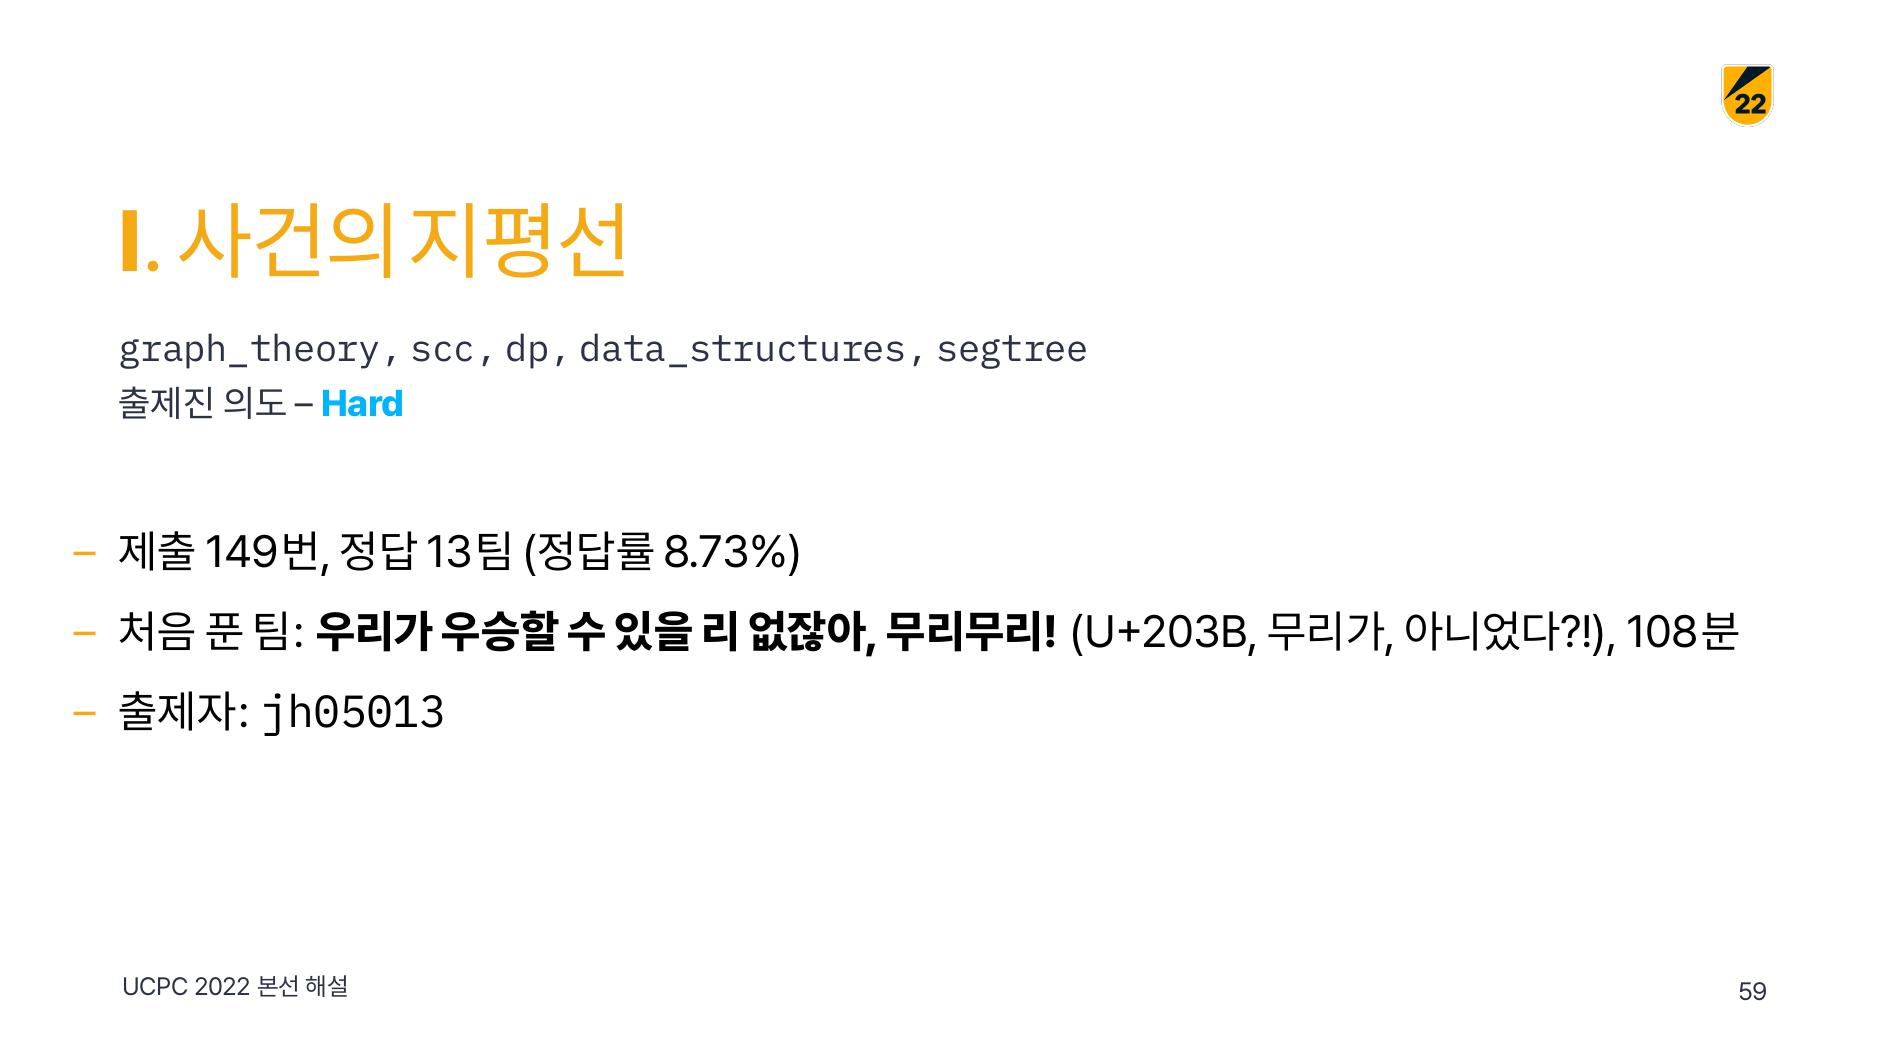 22
I. 사건의 지평선
graph_theory, scc, dp, data_structures, segtree
출제진 의도 – Hard
– 제출 149번, 정답 13팀 (정답률 8.73%)
– 처음 푼 팀: 우리가 우승할 수 있을 리 없잖아, 무리무리! (U+203B, 무리가, 아니었다?!), 108분
– 출제자: jh05013
UCPC 2022 본선 해설
59